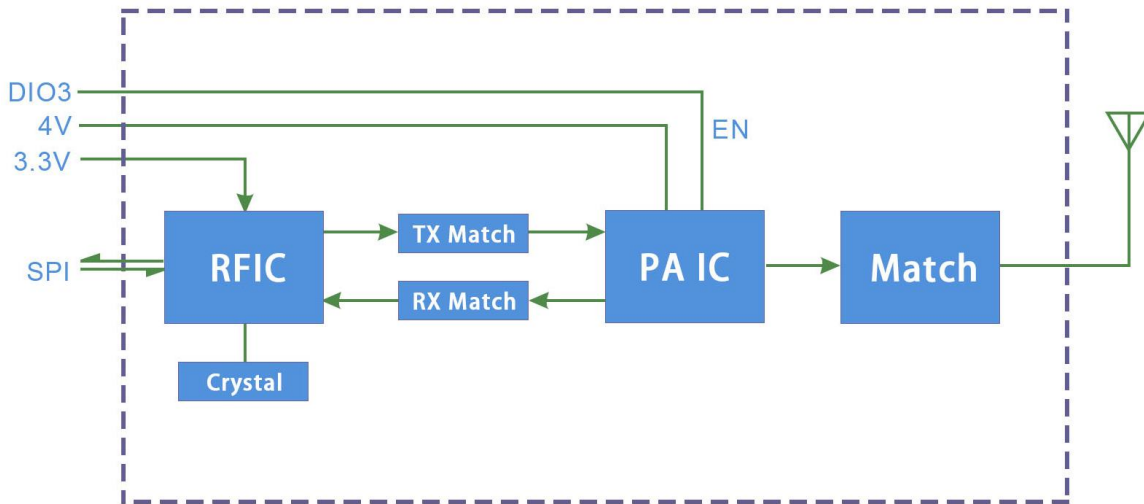 DIO3
4V
EN
3.3V
TX Match
RFIC
PA IC
Match
SPI
RX Match
Crystal